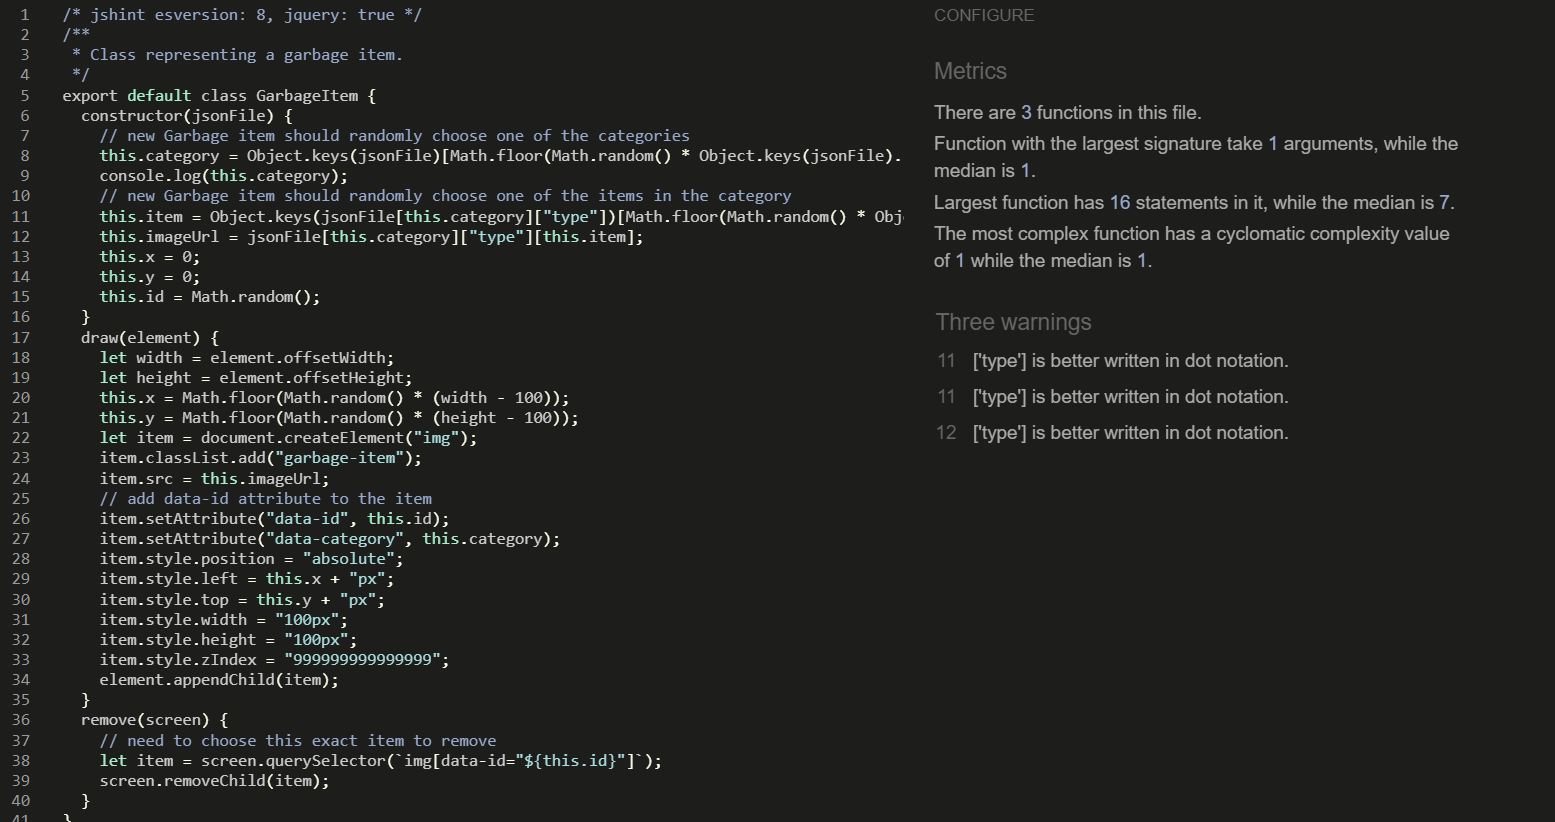 1 /* jshint esversion: 8, jquery: true */
2 /**
3  * Class representing a garbage item.
4  */
5 export default class GarbageItem {
6   constructor(jsonFile) {
7     // new Garbage item should randomly choose one of the categories
8     this.category = Object.keys(jsonFile)[Math.floor(Math.random() * Object.keys(jsonFile).
9     console.log(this.category);
10     // new Garbage item should randomly choose one of the items in the category
11     this.item = Object.keys(jsonFile[this.category]["type"])[Math.floor(Math.random() * Obj
12     this.imageUrl = jsonFile[this.category]["type"][this.item];
13     this.x = 0;
14     this.y = 0;
15     this.id = Math.random();
16   }
17   draw(element) {
18     let width = element.offsetWidth;
19     let height = element.offsetHeight;
20     this.x = Math.floor(Math.random() * (width - 100));
21     this.y = Math.floor(Math.random() * (height - 100));
22     let item = document.createElement("img");
23     item.classList.add("garbage-item");
24     item.src = this.imageUrl;
25     // add data-id attribute to the item
26     item.setAttribute("data-id", this.id);
27     item.setAttribute("data-category", this.category);
28     item.style.position = "absolute";
29     item.style.left = this.x + "px";
30     item.style.top = this.y + "px";
31     item.style.width = "100px";
32     item.style.height = "100px";
33     item.style.zIndex = "999999999999999";
34     element.appendChild(item);
35   }
36   remove(screen) {
37     // need to choose this exact item to remove
38     let item = screen.querySelector(`img[data-id="${this.id}"]`);
39     screen.removeChild(item);
40   }
41 }
CONFIGURE
Metrics
There are 3 functions in this file.
Function with the largest signature take 1 arguments, while the
median is 1.
Largest function has 16 statements in it, while the median is 7.
The most complex function has a cyclomatic complexity value
of 1 while the median is 1.
Three warnings
11 ['type'] is better written in dot notation.
11 ['type'] is better written in dot notation.
12 ['type'] is better written in dot notation.